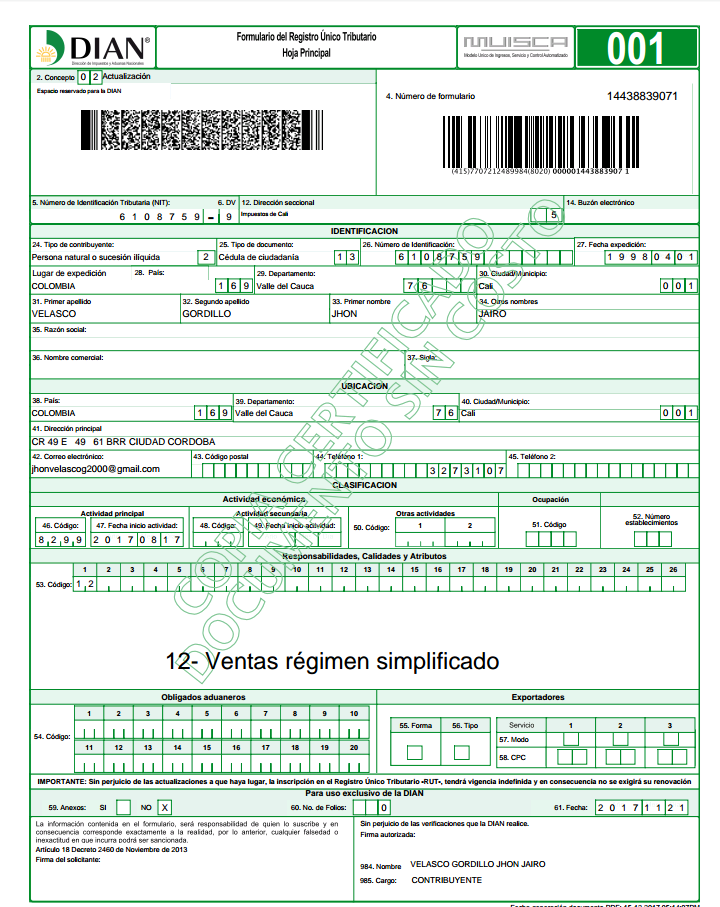 DIAN®
Dirección de Impuestos y Aduanas Nacionales
Formulario del Registro Único Tributario
Hoja Principal
MUISCA
Modelo Unico de Ingresos, Servicio y Control Automatizado
001
2. Concepto 0 2 Actualización
Espacio reservado para la DIAN
4. Número de formulario 14438839071
(415)7707212489984(8020) 000001443883907 1
5. Número de Identificación Tributaria (NIT): 6. DV 12. Dirección seccional 14. Buzón electrónico
6 1 0 8 7 5 9 - 9 Impuestos de Cali 5
IDENTIFICACION
24. Tipo de contribuyente: 25. Tipo de documento: 26. Número de Identificación: 27. Fecha expedición:
Persona natural o sucesión ilíquida 2 Cédula de ciudadanía 1 3 6 1 0 8 7 5 9 1 9 9 8 0 4 0 1
Lugar de expedición 28. País: 29. Departamento: 30. Ciudad/Municipio:
COLOMBIA 1 6 9 Valle del Cauca 7 6 Cali 0 0 1
31. Primer apellido 32. Segundo apellido 33. Primer nombre 34. Otros nombres
VELASCO GORDILLO JHON JAIRO
35. Razón social:
36. Nombre comercial: 37. Sigla:
UBICACION
38. País: 39. Departamento: 40. Ciudad/Municipio:
COLOMBIA 1 6 9 Valle del Cauca 7 6 Cali 0 0 1
41. Dirección principal
CR 49 E 49 61 BRR CIUDAD CORDOBA
42. Correo electrónico: 43. Código postal 44. Teléfono 1: 45. Teléfono 2:
jhonvelascog2000@gmail.com 3 2 7 3 1 0 7
CLASIFICACION
Actividad económica Ocupación
Actividad principal Actividad secundaria Otras actividades 52. Número establecimientos
46. Código: 47. Fecha inicio actividad: 48. Código: 49. Fecha inicio actividad: 50. Código: 1 2 51. Código
8 2 9 9 2 0 1 7 0 8 1 7
Responsabilidades, Calidades y Atributos
1 2 3 4 5 6 7 8 9 10 11 12 13 14 15 16 17 18 19 20 21 22 23 24 25 26
53. Código: 1 2
12- Ventas régimen simplificado
COPIA CERTIFICADO
DOCUMENTO SIN COSTO
Obligados aduaneros Exportadores
1 2 3 4 5 6 7 8 9 10
54. Código:
11 12 13 14 15 16 17 18 19 20
55. Forma 56. Tipo Servicio 1 2 3
57. Modo
58. CPC
IMPORTANTE: Sin perjuicio de las actualizaciones a que haya lugar, la inscripción en el Registro Único Tributario -RUT-, tendrá vigencia indefinida y en consecuencia no se exigirá su renovación
Para uso exclusivo de la DIAN
59. Anexos: SI NO X 60. No. de Folios: 0 61. Fecha: 2 0 1 7 1 1 2 1
La información contenida en el formulario, será responsabilidad de quien lo suscribe y en
consecuencia corresponde exactamente a la realidad, por lo anterior, cualquier falsedad o
inexactitud en que incurra podrá ser sancionada.
Artículo 18 Decreto 2460 de Noviembre de 2013
Firma del solicitante:
Sin perjuicio de las verificaciones que la DIAN realice.
Firma autorizada:
984. Nombre VELASCO GORDILLO JHON JAIRO
985. Cargo: CONTRIBUYENTE